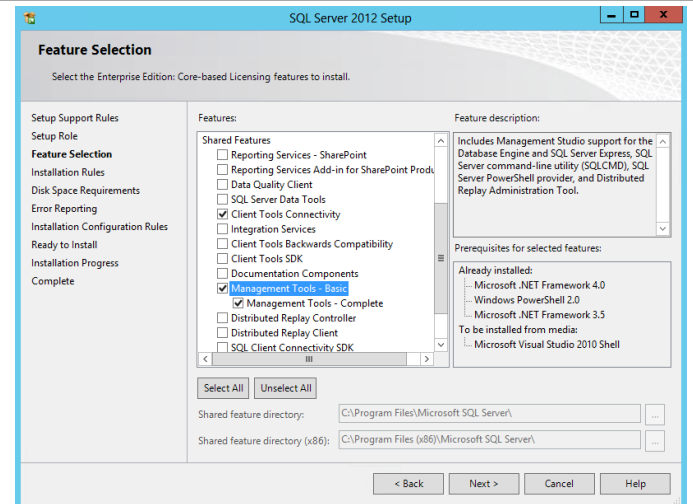 SQL Server 2012 Setup
Feature Selection
Select the Enterprise Edition: Core-based Licensing features to install.
Setup Support Rules
Setup Role
Feature Selection
Installation Rules
Disk Space Requirements
Error Reporting
Installation Configuration Rules
Ready to Install
Installation Progress
Complete
Features:
Shared Features
Reporting Services - SharePoint
Reporting Services Add-in for SharePoint Produ
Data Quality Client
SQL Server Data Tools
Client Tools Connectivity
Integration Services
Client Tools Backwards Compatibility
Client Tools SDK
Documentation Components
Management Tools - Basic
Management Tools - Complete
Distributed Replay Controller
Distributed Replay Client
SQL Client Connectivity SDK
Select All
Unselect All
Feature description:
Includes Management Studio support for the
Database Engine and SQL Server Express, SQL
Server command-line utility (SQLCMD), SQL
Server PowerShell provider, and Distributed
Replay Administration Tool.
Prerequisites for selected features:
Already installed:
Microsoft .NET Framework 4.0
Windows PowerShell 2.0
Microsoft .NET Framework 3.5
To be installed from media:
Microsoft Visual Studio 2010 Shell
Shared feature directory: C:\Program Files\Microsoft SQL Server\ ...
Shared feature directory (x86): C:\Program Files (x86)\Microsoft SQL Server\ ...
< Back
Next >
Cancel
Help